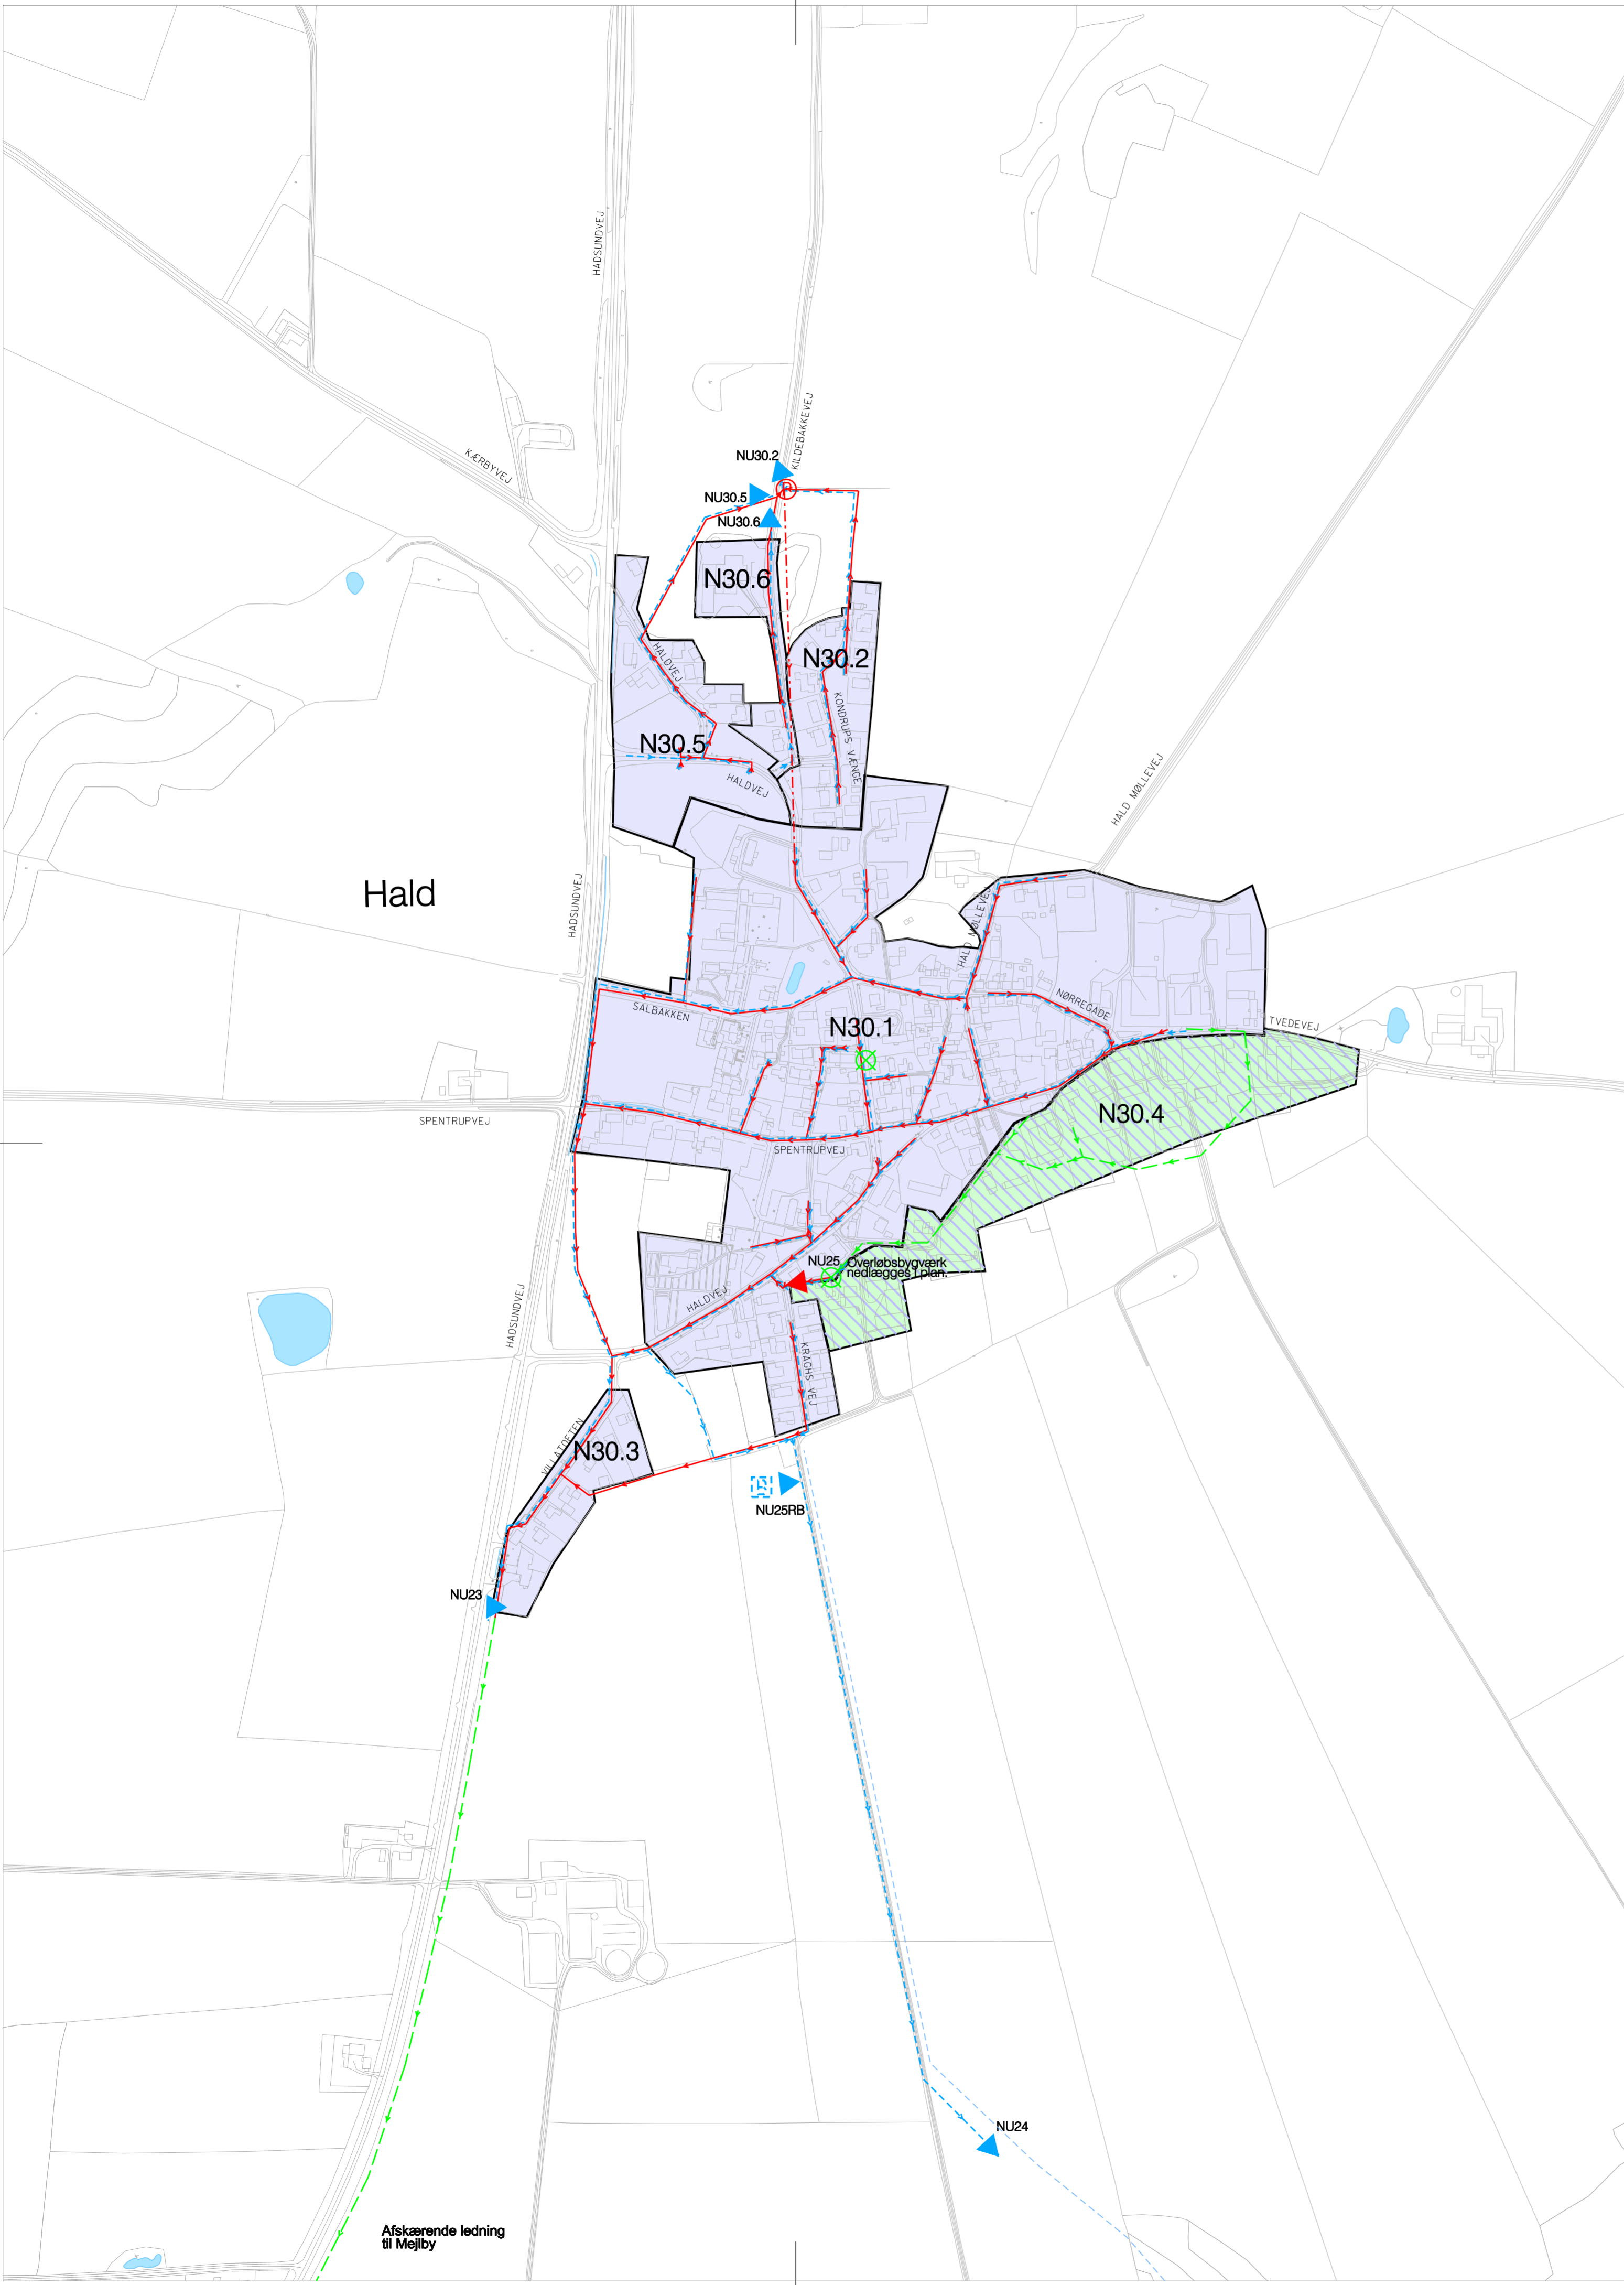 HADSUNDVEJ
KILDEBAKKEVEJ
KÆRBYVEJ
NU30.2
NU30.5
P
NU30.6
N30.6
N30.2
HALDVEJ
KONDRUPS VÆNGE
N30.5
HALDVEJ
HALD MØLLEVEJ
Hald
HADSUNDVEJ
HALD MØLLEVEJ
NØRREGADE
SALBAKKEN
N30.1
TVEDEVEJ
N30.4
SPENTRUPVEJ
SPENTRUPVEJ
NU25
Overløbsbygværk
nedlægges i plan.
HALDVEJ
HADSUNDVEJ
KRAGHS VEJ
VILLATOFTEN
N30.3
NU25RB
NU23
NU24
Afskærende ledning
til Mejlby